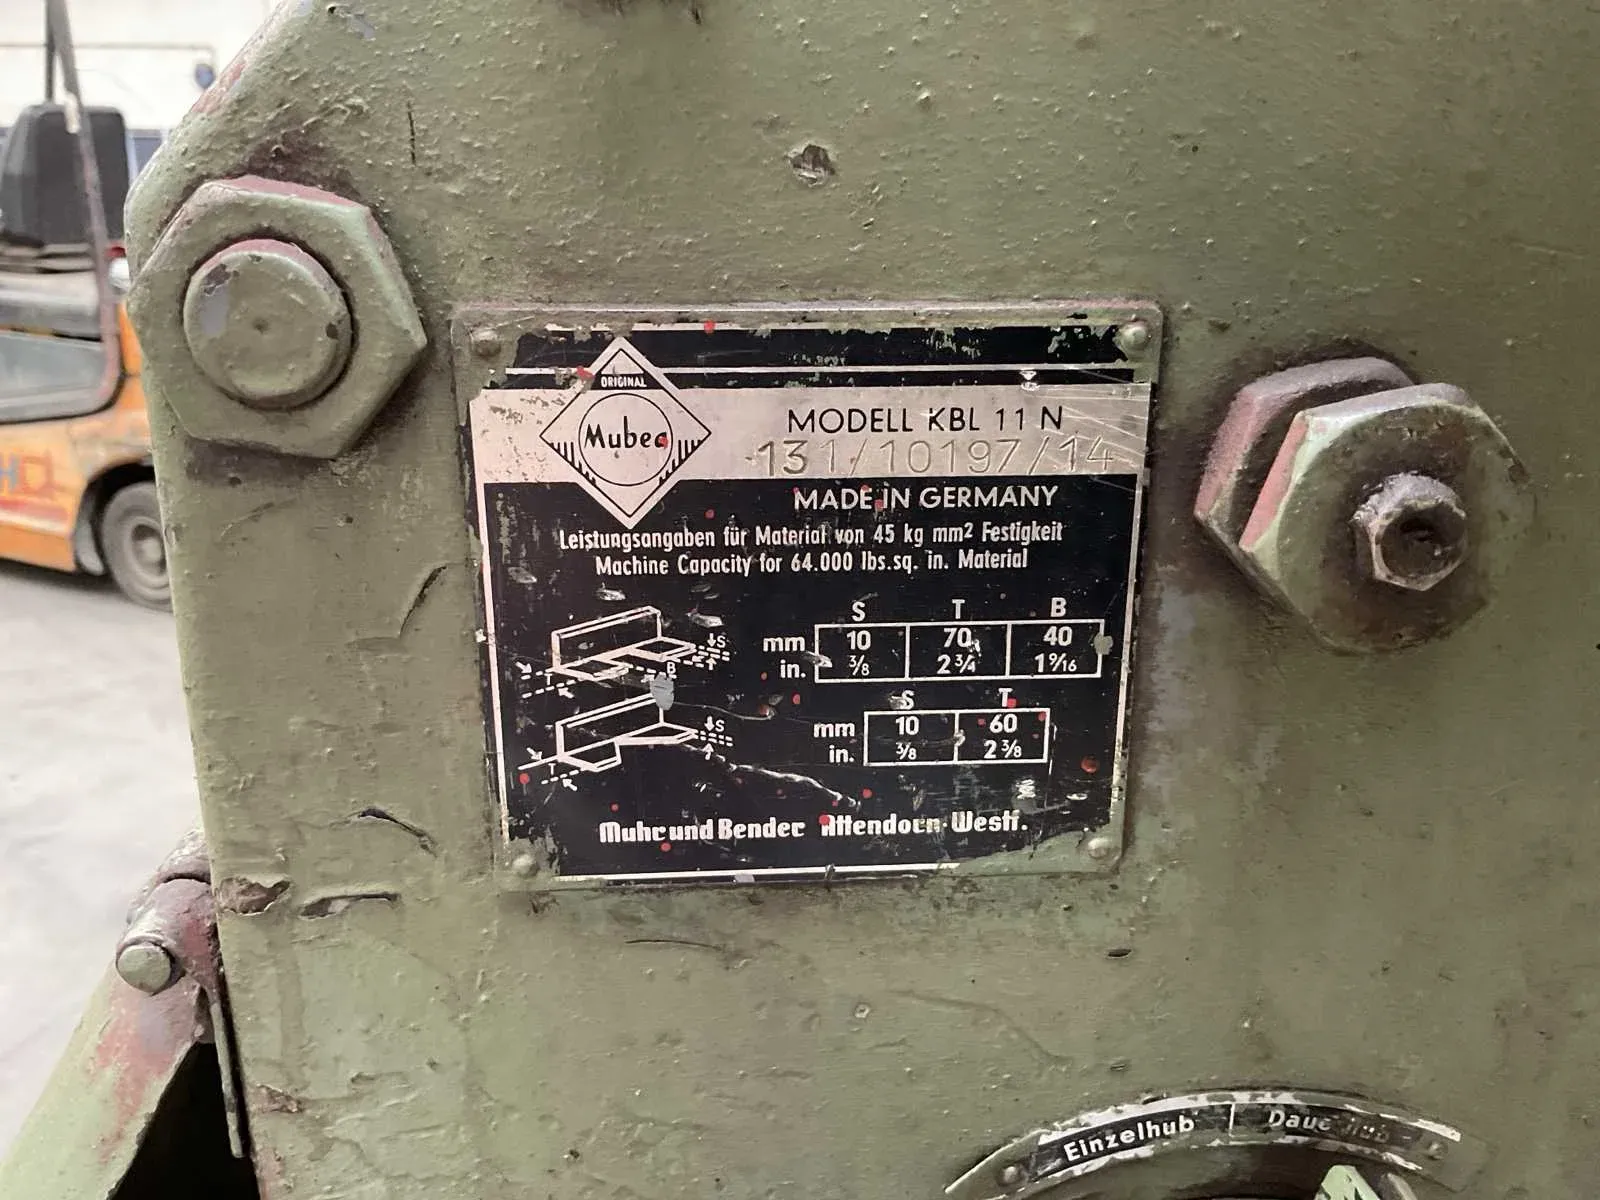 ORIGINAL
Mubea
MODELL KBL 11 N
131/10197/14
MADE IN GERMANY
Leistungsangaben für Material von 45 kg mm² Festigkeit
Machine Capacity for 64.000 lbs.sq. in. Material
S T B
mm 10 70 40
in. 3/8 2 3/4 1 9/16
S
B
T
S T
mm 10 60
in. 3/8 2 3/8
S
T
Muhr und Bender Attendorn-Westf.
Einzelhub Dauerhub